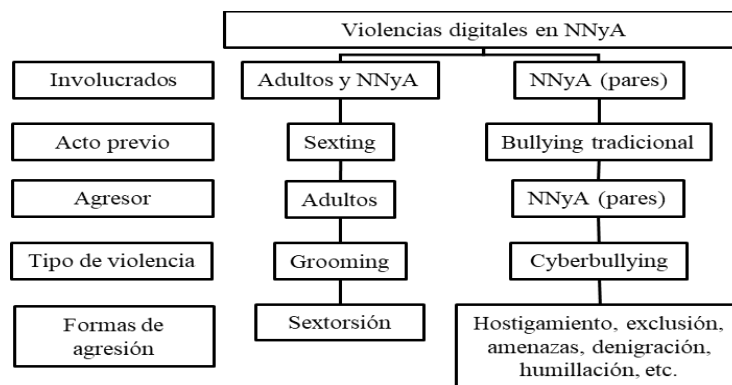 Violencias digitales en NNyA
Involucrados
Adultos y NNyA
NNyA (pares)
Acto previo
Sexting
Bullying tradicional
Agresor
Adultos
NNyA (pares)
Tipo de violencia
Grooming
Cyberbullying
Formas de
agresión
Sextorsión
Hostigamiento, exclusión,
amenazas, denigración,
humillación, etc.